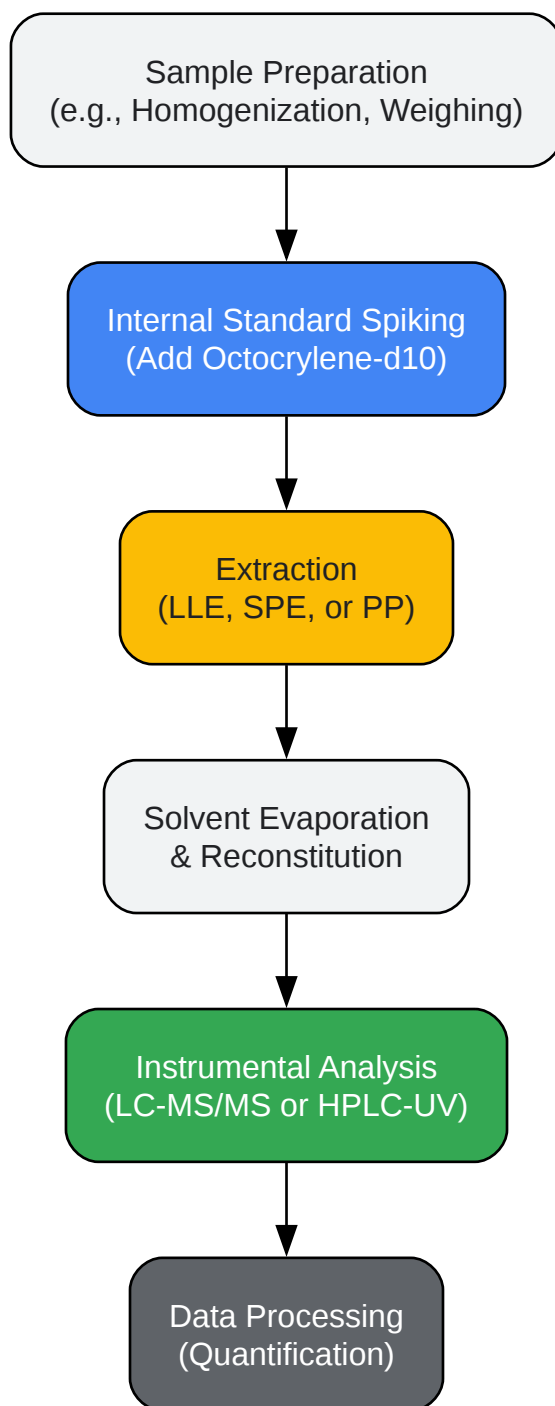 Sample Preparation
(e.g., Homogenization, Weighing)
Internal Standard Spiking
(Add Octocrylene-d10)
Extraction
(LLE, SPE, or PP)
Solvent Evaporation
& Reconstitution
Instrumental Analysis
(LC-MS/MS or HPLC-UV)
Data Processing
(Quantification)